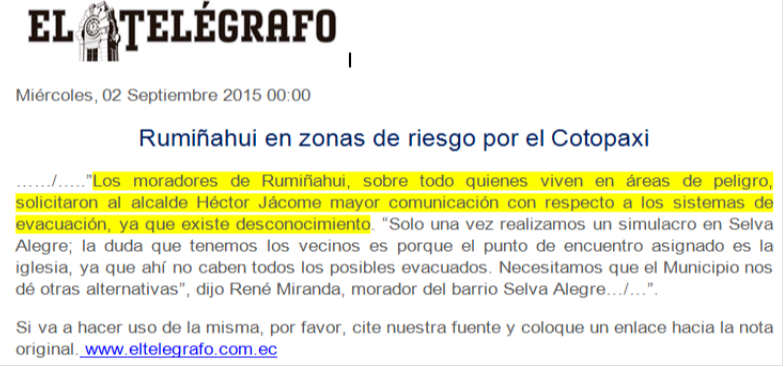 EL TELÉGRAFO
Miércoles, 02 Septiembre 2015 00:00
Rumiñahui en zonas de riesgo por el Cotopaxi
....../.....”Los moradores de Rumiñahui, sobre todo quienes viven en áreas de peligro,
solicitaron al alcalde Héctor Jácome mayor comunicación con respecto a los sistemas de
evacuación, ya que existe desconocimiento. “Solo una vez realizamos un simulacro en Selva
Alegre; la duda que tenemos los vecinos es porque el punto de encuentro asignado es la
iglesia, ya que ahí no caben todos los posibles evacuados. Necesitamos que el Municipio nos
dé otras alternativas”, dijo René Miranda, morador del barrio Selva Alegre.../...”.
Si va a hacer uso de la misma, por favor, cite nuestra fuente y coloque un enlace hacia la nota
original. www.eltelegrafo.com.ec